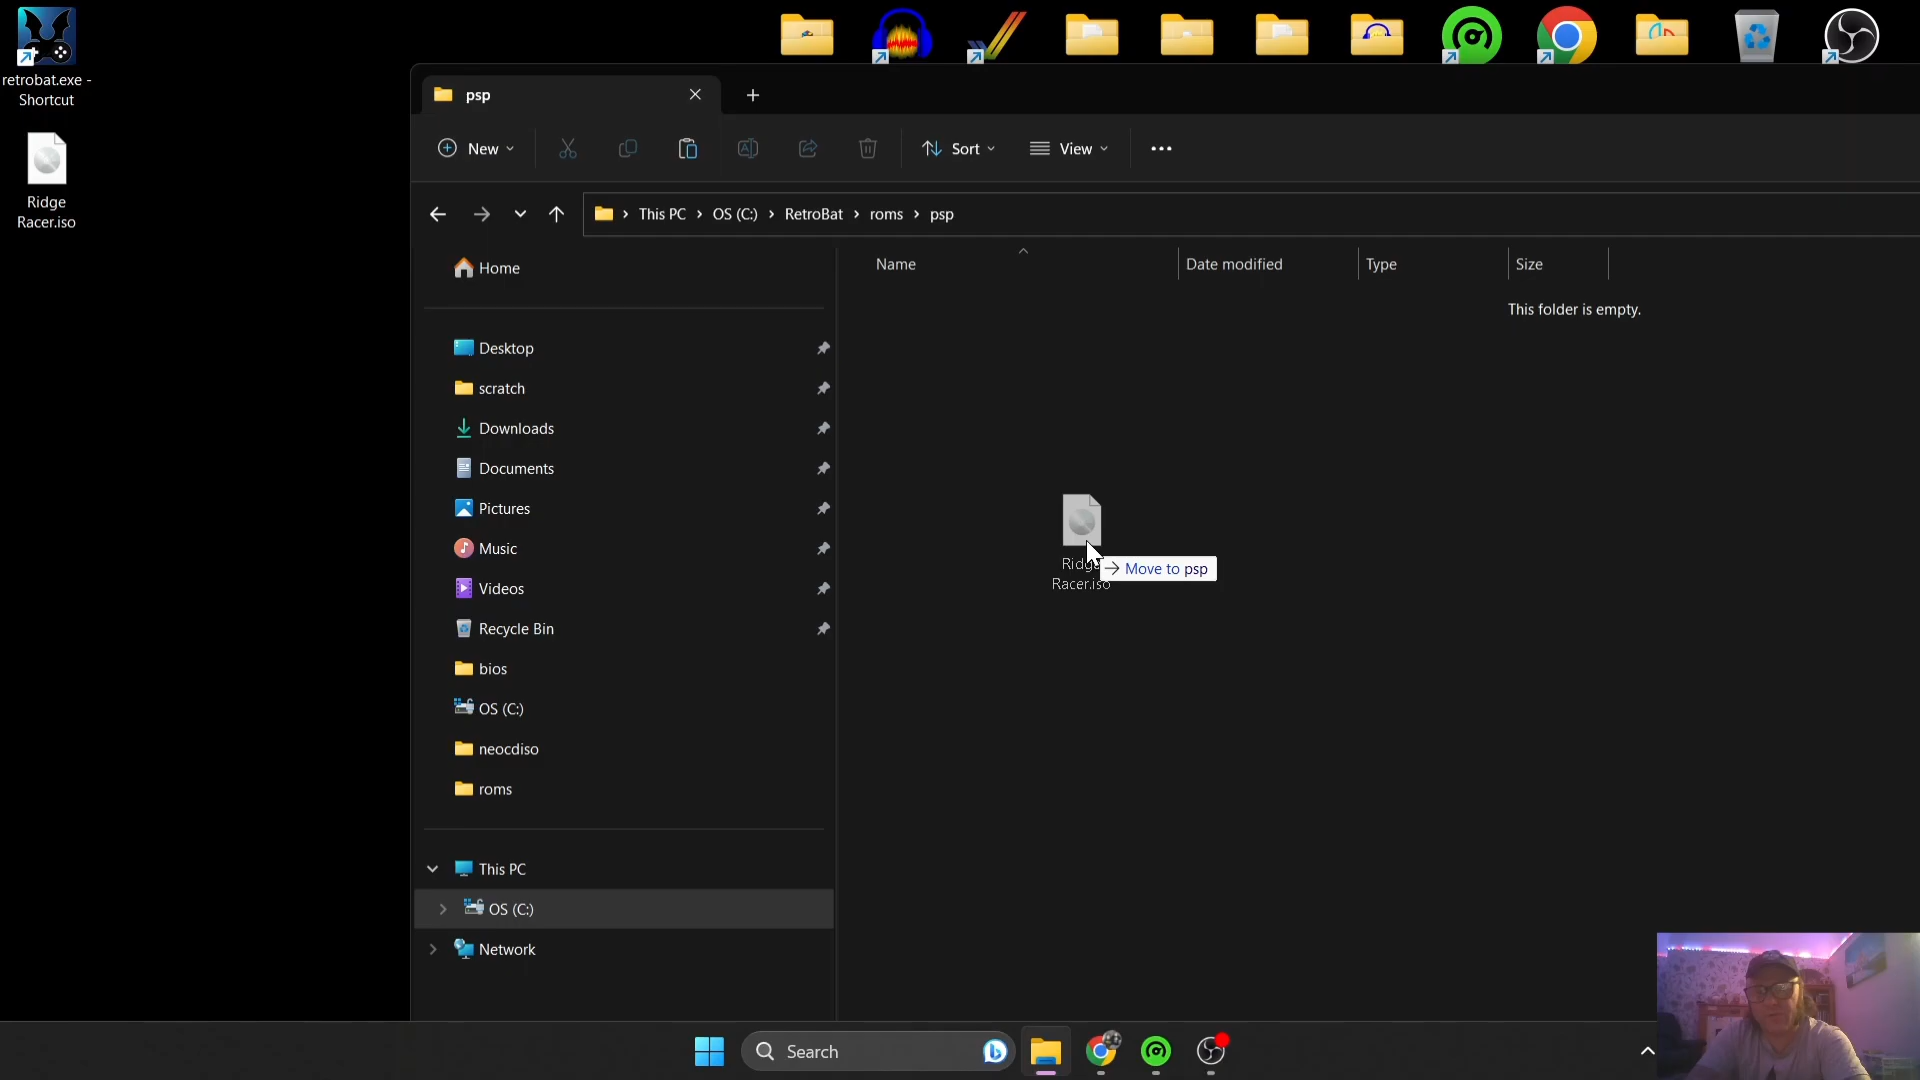 retrobat.exe -
Shortcut
Ridge
Racer.iso
psp
New
Sort
View
This PC
OS (C:)
RetroBat
roms
psp
Home
Desktop
scratch
Downloads
Documents
Pictures
Music
Videos
Recycle Bin
bios
OS (C:)
neocdiso
roms
This PC
OS (C:)
Network
Name
Date modified
Type
Size
This folder is empty.
Ridge
Racer.iso
Move to psp
Search